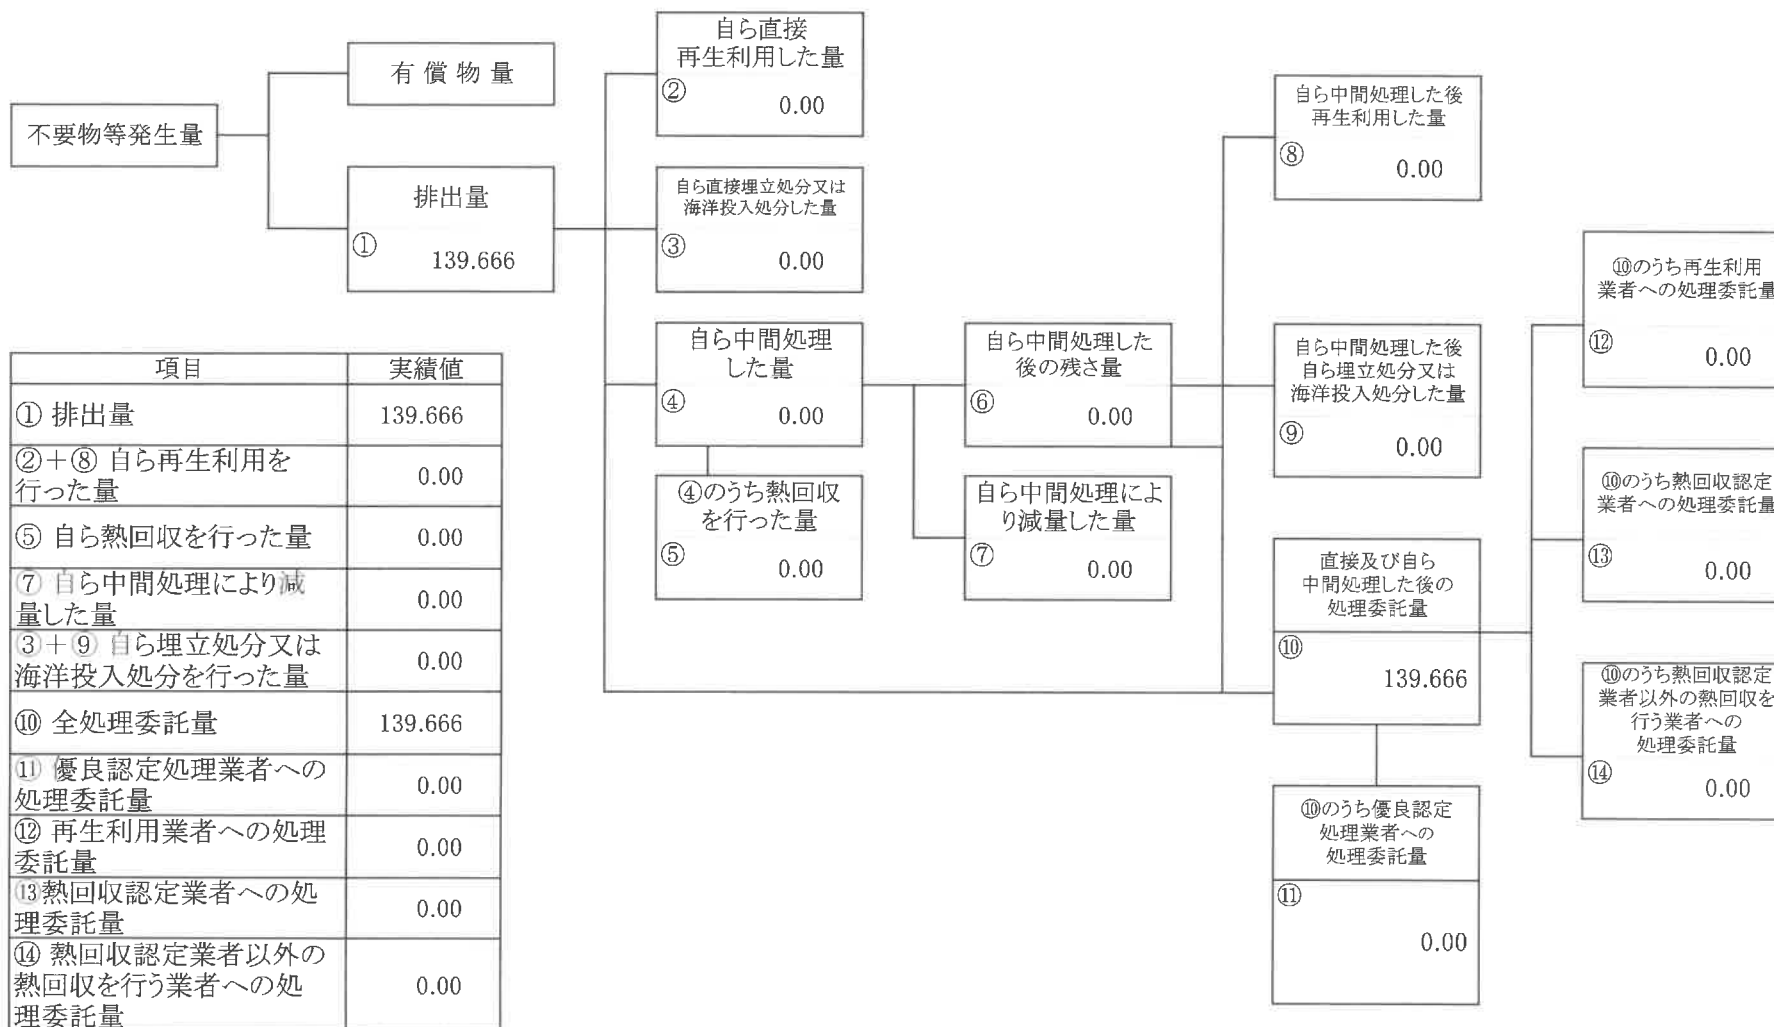 不要物等発生量
有償物量
排出量
①
139.666
自ら直接
再生利用した量
②
0.00
自ら直接埋立処分又は
海洋投入処分した量
③
0.00
自ら中間処理
した量
④
0.00
④のうち熱回収
を行った量
⑤
0.00
自ら中間処理した
後の残さ量
⑥
0.00
自ら中間処理によ
り減量した量
⑦
0.00
自ら中間処理した後
再生利用した量
⑧
0.00
自ら中間処理した後
自ら埋立処分又は
海洋投入処分した量
⑨
0.00
直接及び自ら
中間処理した後の
処理委託量
⑩
139.666
⑩のうち優良認定
処理業者への
処理委託量
⑪
0.00
⑩のうち再生利用
業者への処理委託量
⑫
0.00
⑩のうち熱回収認定
業者への処理委託量
⑬
0.00
⑩のうち熱回収認定
業者以外の熱回収を
行う業者への
処理委託量
⑭
0.00
項目 実績値
① 排出量 139.666
②+⑧ 自ら再生利用を
行った量 0.00
⑤ 自ら熱回収を行った量 0.00
⑦ 自ら中間処理により減
量した量 0.00
③+⑨ 自ら埋立処分又は
海洋投入処分を行った量 0.00
⑩ 全処理委託量 139.666
⑪ 優良認定処理業者への
処理委託量 0.00
⑫ 再生利用業者への処理
委託量 0.00
⑬熱回収認定業者への処
理委託量 0.00
⑭ 熱回収認定業者以外の
熱回収を行う業者への処
理委託量 0.00